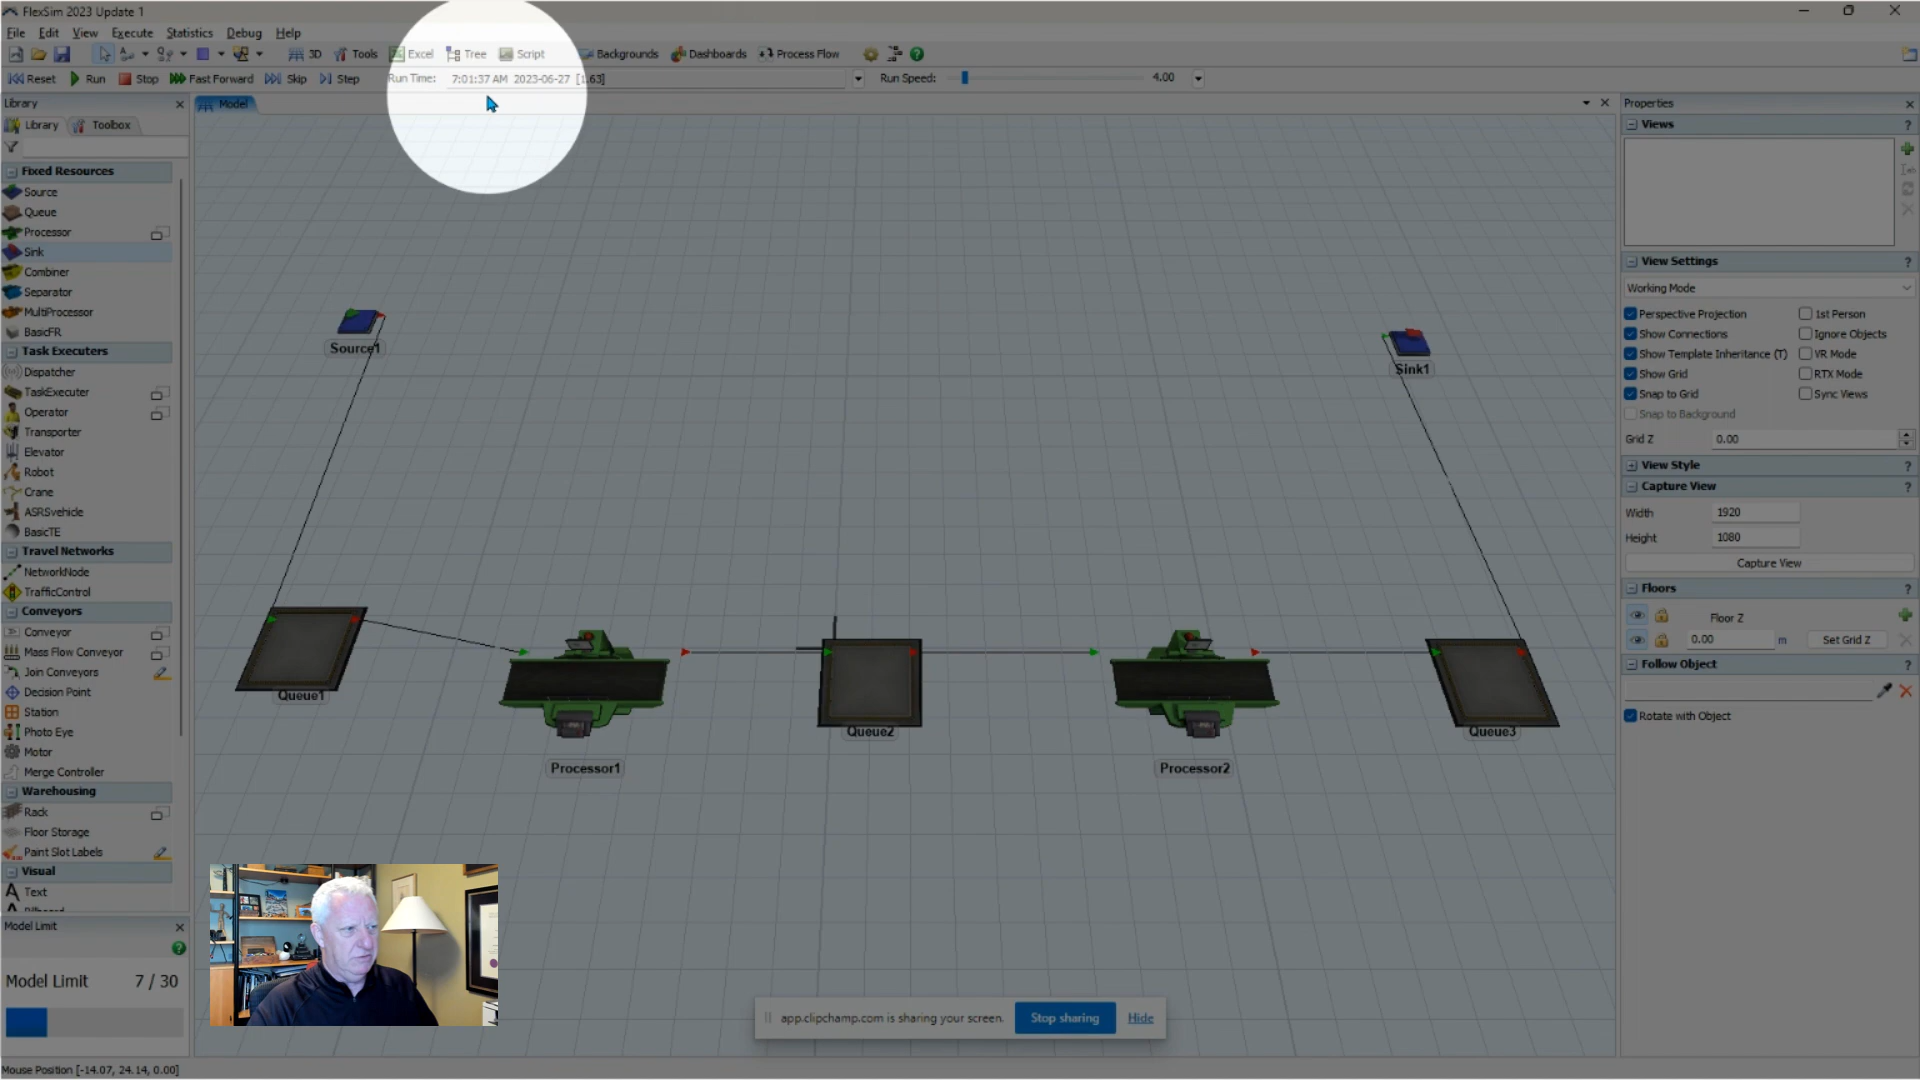 FlexSim 2023 Update 1
File Edit View Execute Statistics Debug Help
3D Tools Excel Tree Script Backgrounds Dashboards Process Flow
Reset Run Stop Fast Forward Skip Step Run Time: 7:01:37 AM 2023-06-27 Run Speed: 4.00
Library
Library Toolbox
Fixed Resources
Source
Queue
Processor
Sink
Combiner
Separator
MultiProcessor
BasicFR
Task Executers
Dispatcher
TaskExecuter
Operator
Transporter
Elevator
Robot
Crane
ASRSvehicle
BasicTE
Travel Networks
NetworkNode
TrafficControl
Conveyors
Conveyor
Mass Flow Conveyor
Join Conveyors
Decision Point
Station
Photo Eye
Motor
Merge Controller
Warehousing
Rack
Floor Storage
Paint Slot Labels
Visual
Text
Model Limit
Model Limit 7 / 30
Mouse Position [-14.07, 24.14, 0.00]
Model
Source1
Sink1
Queue1
Queue2
Queue3
Processor1
Processor2
app.clipchamp.com is sharing your screen. Stop sharing Hide
Properties
Views
View Settings
Working Mode
Perspective Projection 1st Person
Show Connections Ignore Objects
Show Template Inheritance (T) VR Mode
Show Grid RTX Mode
Snap to Grid Sync Views
Snap to Background
Grid Z 0.00
View Style
Capture View
Width 1920
Height 1080
Capture View
Floors
Floor Z
0.00 m Set Grid Z
Follow Object
Rotate with Object